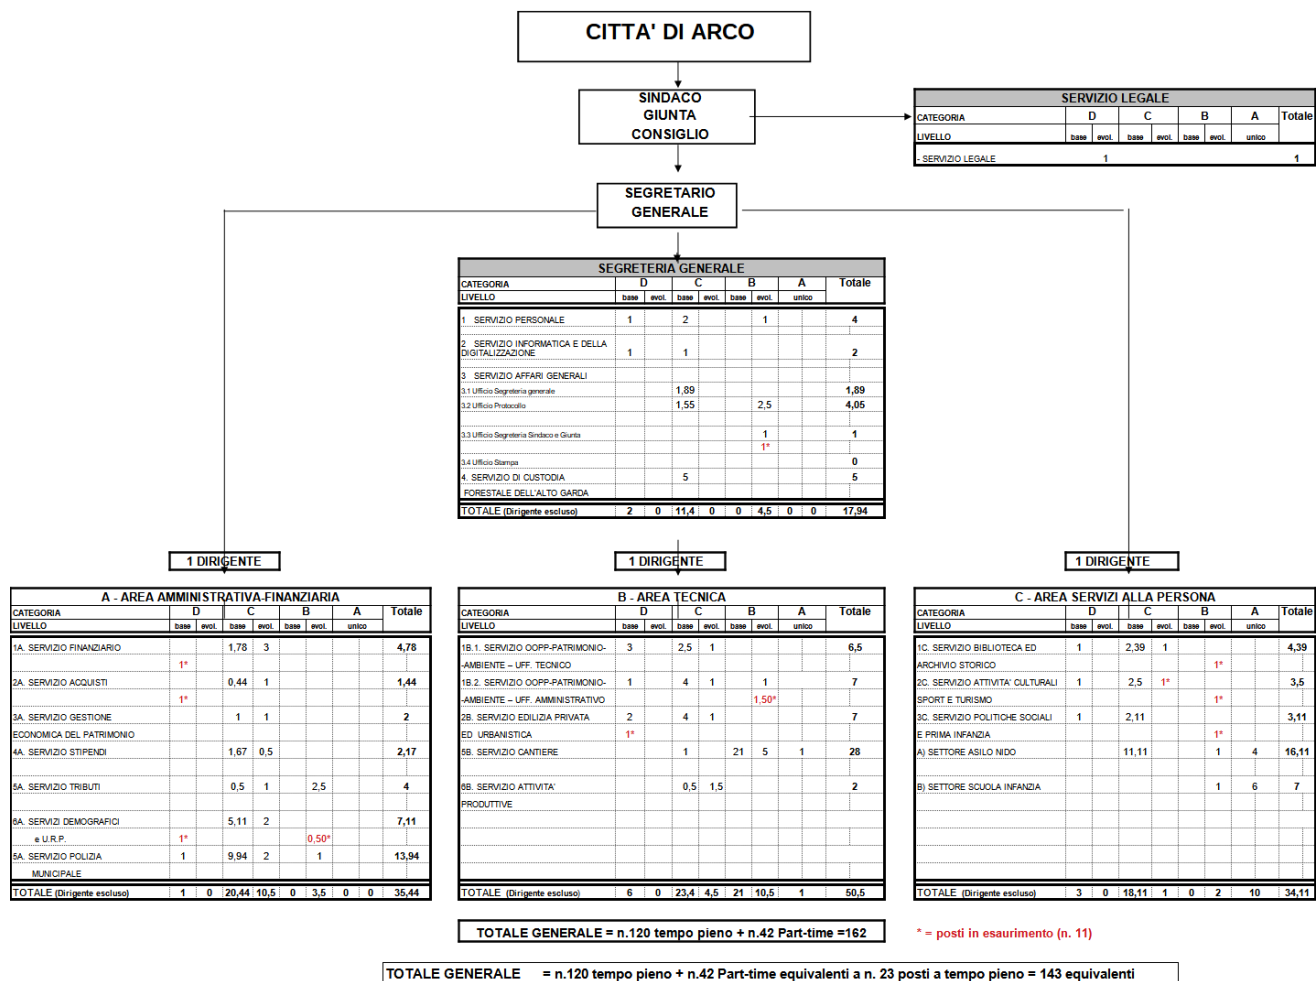 CITTA' DI ARCO
SINDACO
GIUNTA
CONSIGLIO
SERVIZIO LEGALE
CATEGORIA D C B A Totale
LIVELLO base evol. base evol. base evol. unico
- SERVIZIO LEGALE 1 1
SEGRETARIO
GENERALE
SEGRETERIA GENERALE
CATEGORIA D C B A Totale
LIVELLO base evol. base evol. base evol. unico
1 SERVIZIO PERSONALE 1 2 1 4
2 SERVIZIO INFORMATICA E DELLA
DIGITALIZZAZIONE 1 1 2
3 SERVIZIO AFFARI GENERALI
3.1 Ufficio Segreteria generale 1,89 1,89
3.2 Ufficio Protocollo 1,55 2,5 4,05
3.3 Ufficio Segreteria Sindaco e Giunta 1 1
1*
3.4 Ufficio Stampa 0
4. SERVIZIO DI CUSTODIA 5 5
FORESTALE DELL'ALTO GARDA
TOTALE (Dirigente escluso) 2 0 11,4 0 0 4,5 0 0 17,94
1 DIRIGENTE
A - AREA AMMINISTRATIVA-FINANZIARIA
CATEGORIA D C B A Totale
LIVELLO base evol. base evol. base evol. unico
1A. SERVIZIO FINANZIARIO 1,78 3 4,78
1*
2A. SERVIZIO ACQUISTI 0,44 1 1,44
1*
3A. SERVIZIO GESTIONE 1 1 2
ECONOMICA DEL PATRIMONIO
4A. SERVIZIO STIPENDI 1,67 0,5 2,17
5A. SERVIZIO TRIBUTI 0,5 1 2,5 4
6A. SERVIZI DEMOGRAFICI 5,11 2 7,11
e U.R.P. 1* 0,50*
5A. SERVIZIO POLIZIA 1 9,94 2 1 13,94
MUNICIPALE
TOTALE (Dirigente escluso) 1 0 20,44 10,5 0 3,5 0 0 35,44
1 DIRIGENTE
B - AREA TECNICA
CATEGORIA D C B A Totale
LIVELLO base evol. base evol. base evol. unico
1B.1. SERVIZIO OOPP-PATRIMONIO- 3 2,5 1 6,5
-AMBIENTE – UFF. TECNICO
1B.2. SERVIZIO OOPP-PATRIMONIO- 1 4 1 1 7
-AMBIENTE – UFF. AMMINISTRATIVO 1,50*
2B. SERVIZIO EDILIZIA PRIVATA 2 4 1 7
ED URBANISTICA 1*
5B. SERVIZIO CANTIERE 1 21 5 1 28
6B. SERVIZIO ATTIVITA' 0,5 1,5 2
PRODUTTIVE
TOTALE (Dirigente escluso) 6 0 23,4 4,5 21 10,5 1 50,5
1 DIRIGENTE
C - AREA SERVIZI ALLA PERSONA
CATEGORIA D C B A Totale
LIVELLO base evol. base evol. base evol. unico
1C. SERVIZIO BIBLIOTECA ED 1 2,39 1 4,39
ARCHIVIO STORICO 1*
2C. SERVIZIO ATTIVITA' CULTURALI 1 2,5 1* 3,5
SPORT E TURISMO 1*
3C. SERVIZIO POLITICHE SOCIALI 1 2,11 3,11
E PRIMA INFANZIA 1*
A) SETTORE ASILO NIDO 11,11 1 4 16,11
B) SETTORE SCUOLA INFANZIA 1 6 7
TOTALE (Dirigente escluso) 3 0 18,11 1 0 2 10 34,11
TOTALE GENERALE = n.120 tempo pieno + n.42 Part-time =162
* = posti in esaurimento (n. 11)
TOTALE GENERALE = n.120 tempo pieno + n.42 Part-time equivalenti a n. 23 posti a tempo pieno = 143 equivalenti